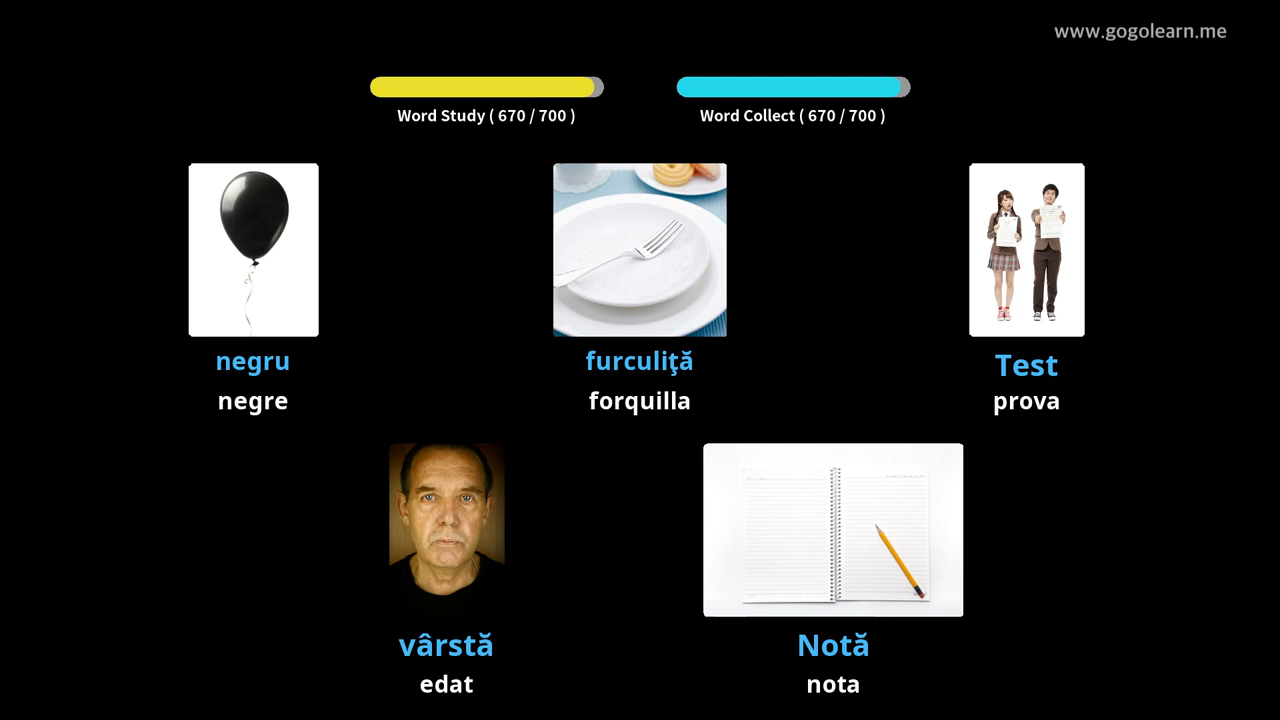 www.gogolearn.me
Word Study ( 670 / 700 )
Word Collect ( 670 / 700 )
negru
negre
furculiţă
forquilla
Test
prova
vârstă
edat
Notă
nota